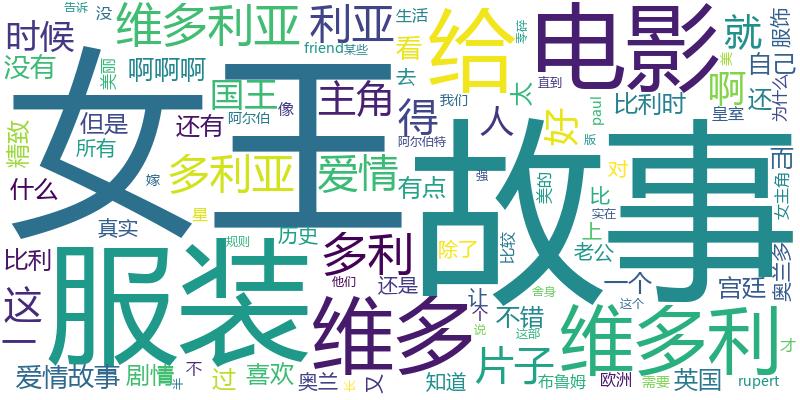 告诉
没
维多利亚
利亚
生活
给
电影
就
服饰
时候
friend
某些
看
美
自己
没有
美丽
啊啊啊
去
心碎
为什么
女王
国王
主角
得
太
啊
还
但是
还有
阿尔伯
像
我们
直到
paul
比利时
皇室
精致
所有
人
好
阿尔伯特
版
故事
什么
嫁
多利亚
爱情
有点
强
美的
对
而
真实
星
历史
除了
比较
比
实在
上
女主角
比利
规则
多利
老公
奥兰多
服装
他们
还是
让
舍身
一个
宫廷
这个
这一
维多
个
说
不错
这部
维多利
才
爱情故事
剧情
半
不
过
喜欢
奥兰
米
又
知道
片子
布鲁姆
欧洲
需要
英国
rupert